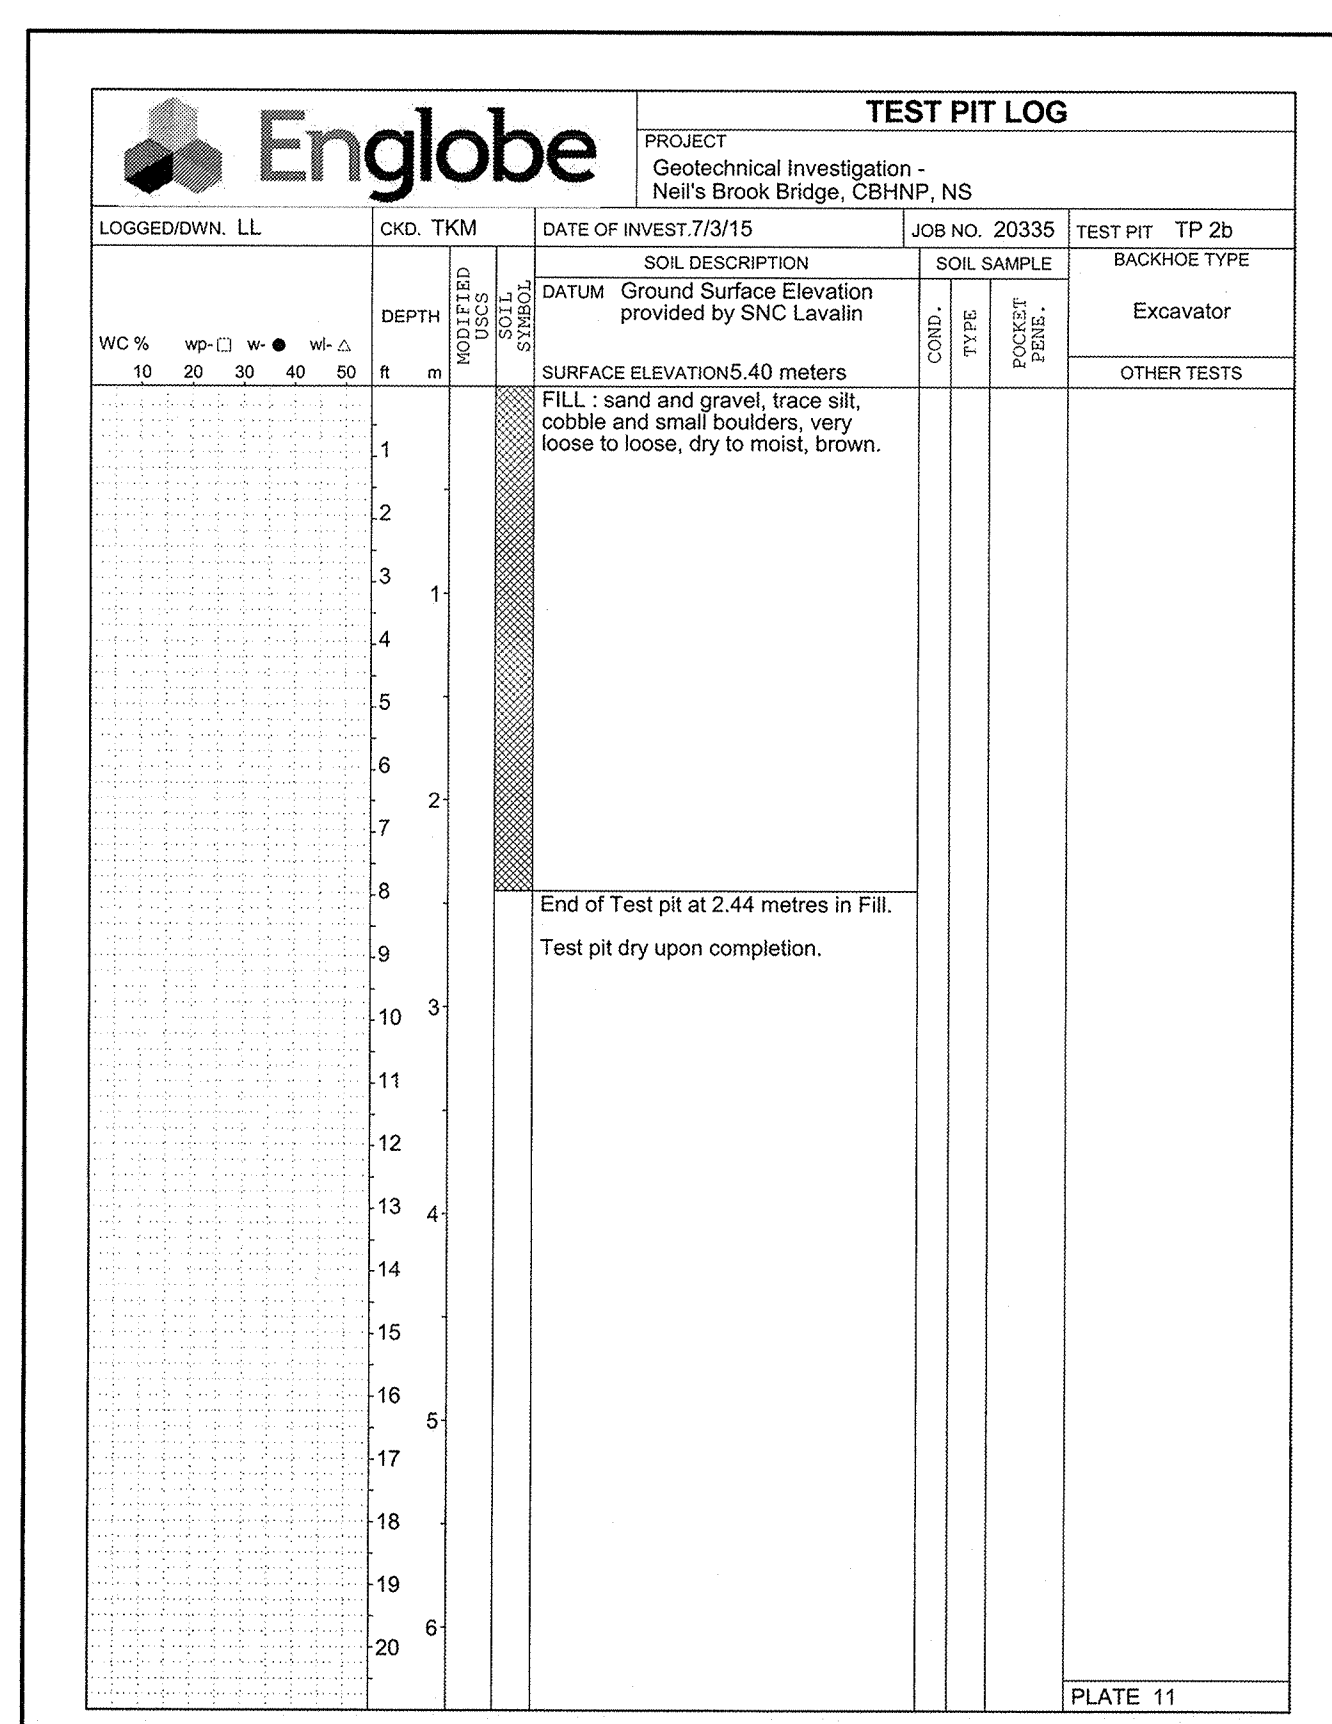 Englobe
TEST PIT LOG
PROJECT
Geotechnical Investigation -
Neil's Brook Bridge, CBHNP, NS
LOGGED/DWN. LL
CKD. TKM
DATE OF INVEST.7/3/15
JOB NO. 20335
TEST PIT TP 2b
WC % wp- w- wl-
10 20 30 40 50
DEPTH
ft m
MODIFIED
USCS
SOIL
SYMBOL
SOIL DESCRIPTION
DATUM Ground Surface Elevation
provided by SNC Lavalin
SURFACE ELEVATION5.40 meters
SOIL SAMPLE
COND.
TYPE
POCKET
PENE.
BACKHOE TYPE
Excavator
OTHER TESTS
FILL : sand and gravel, trace silt,
cobble and small boulders, very
loose to loose, dry to moist, brown.
1
2
3
1
4
5
6
2
7
8
End of Test pit at 2.44 metres in Fill.
Test pit dry upon completion.
9
3
10
11
12
13
4
14
15
16
5
17
18
19
6
20
PLATE 11